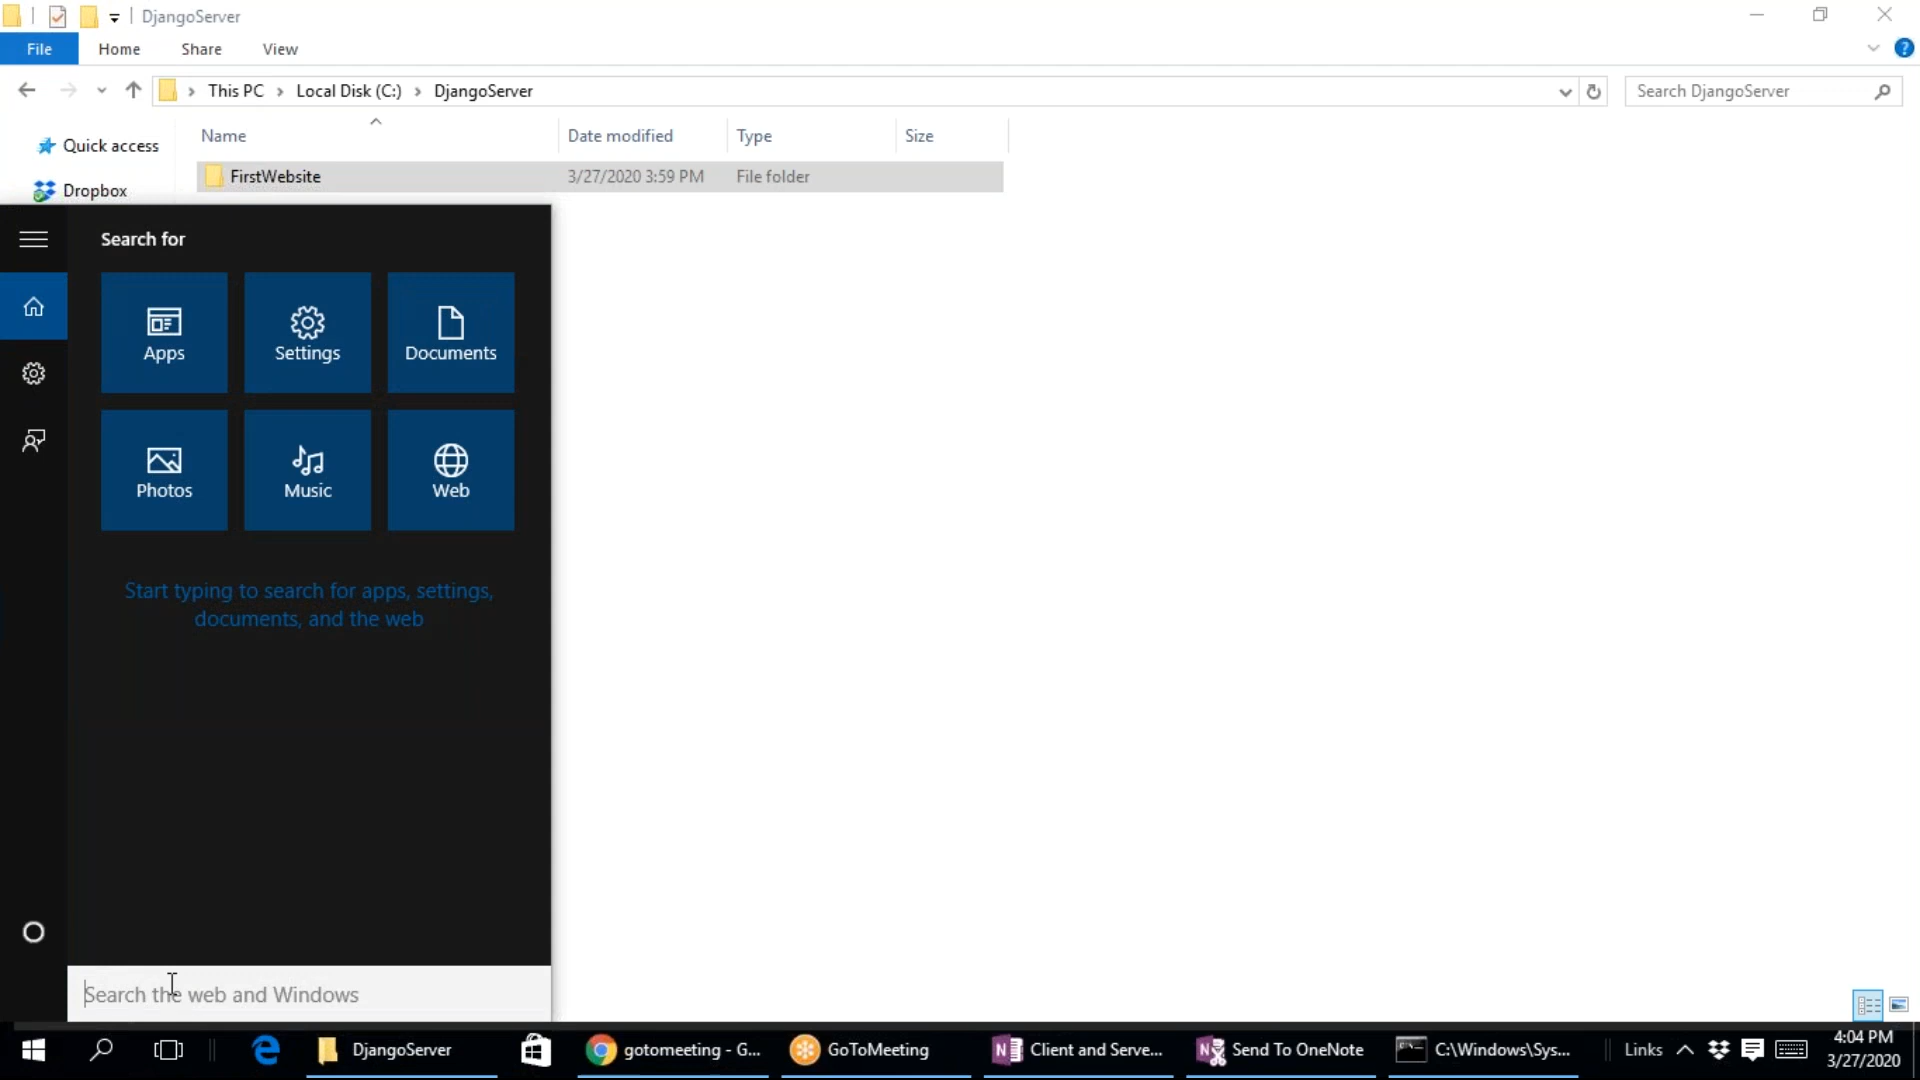 DjangoServer
File Home Share View
This PC Local Disk (C:) DjangoServer Search DjangoServer
Name Date modified Type Size
Quick access
FirstWebsite 3/27/2020 3:59 PM File folder
Dropbox
Search for
Apps Settings Documents
Photos Music Web
Start typing to search for apps, settings,
documents, and the web
Search the web and Windows
DjangoServer gotomeeting - G... GoToMeeting Client and Serve... Send To OneNote C:\Windows\Sys... Links 4:04 PM
3/27/2020